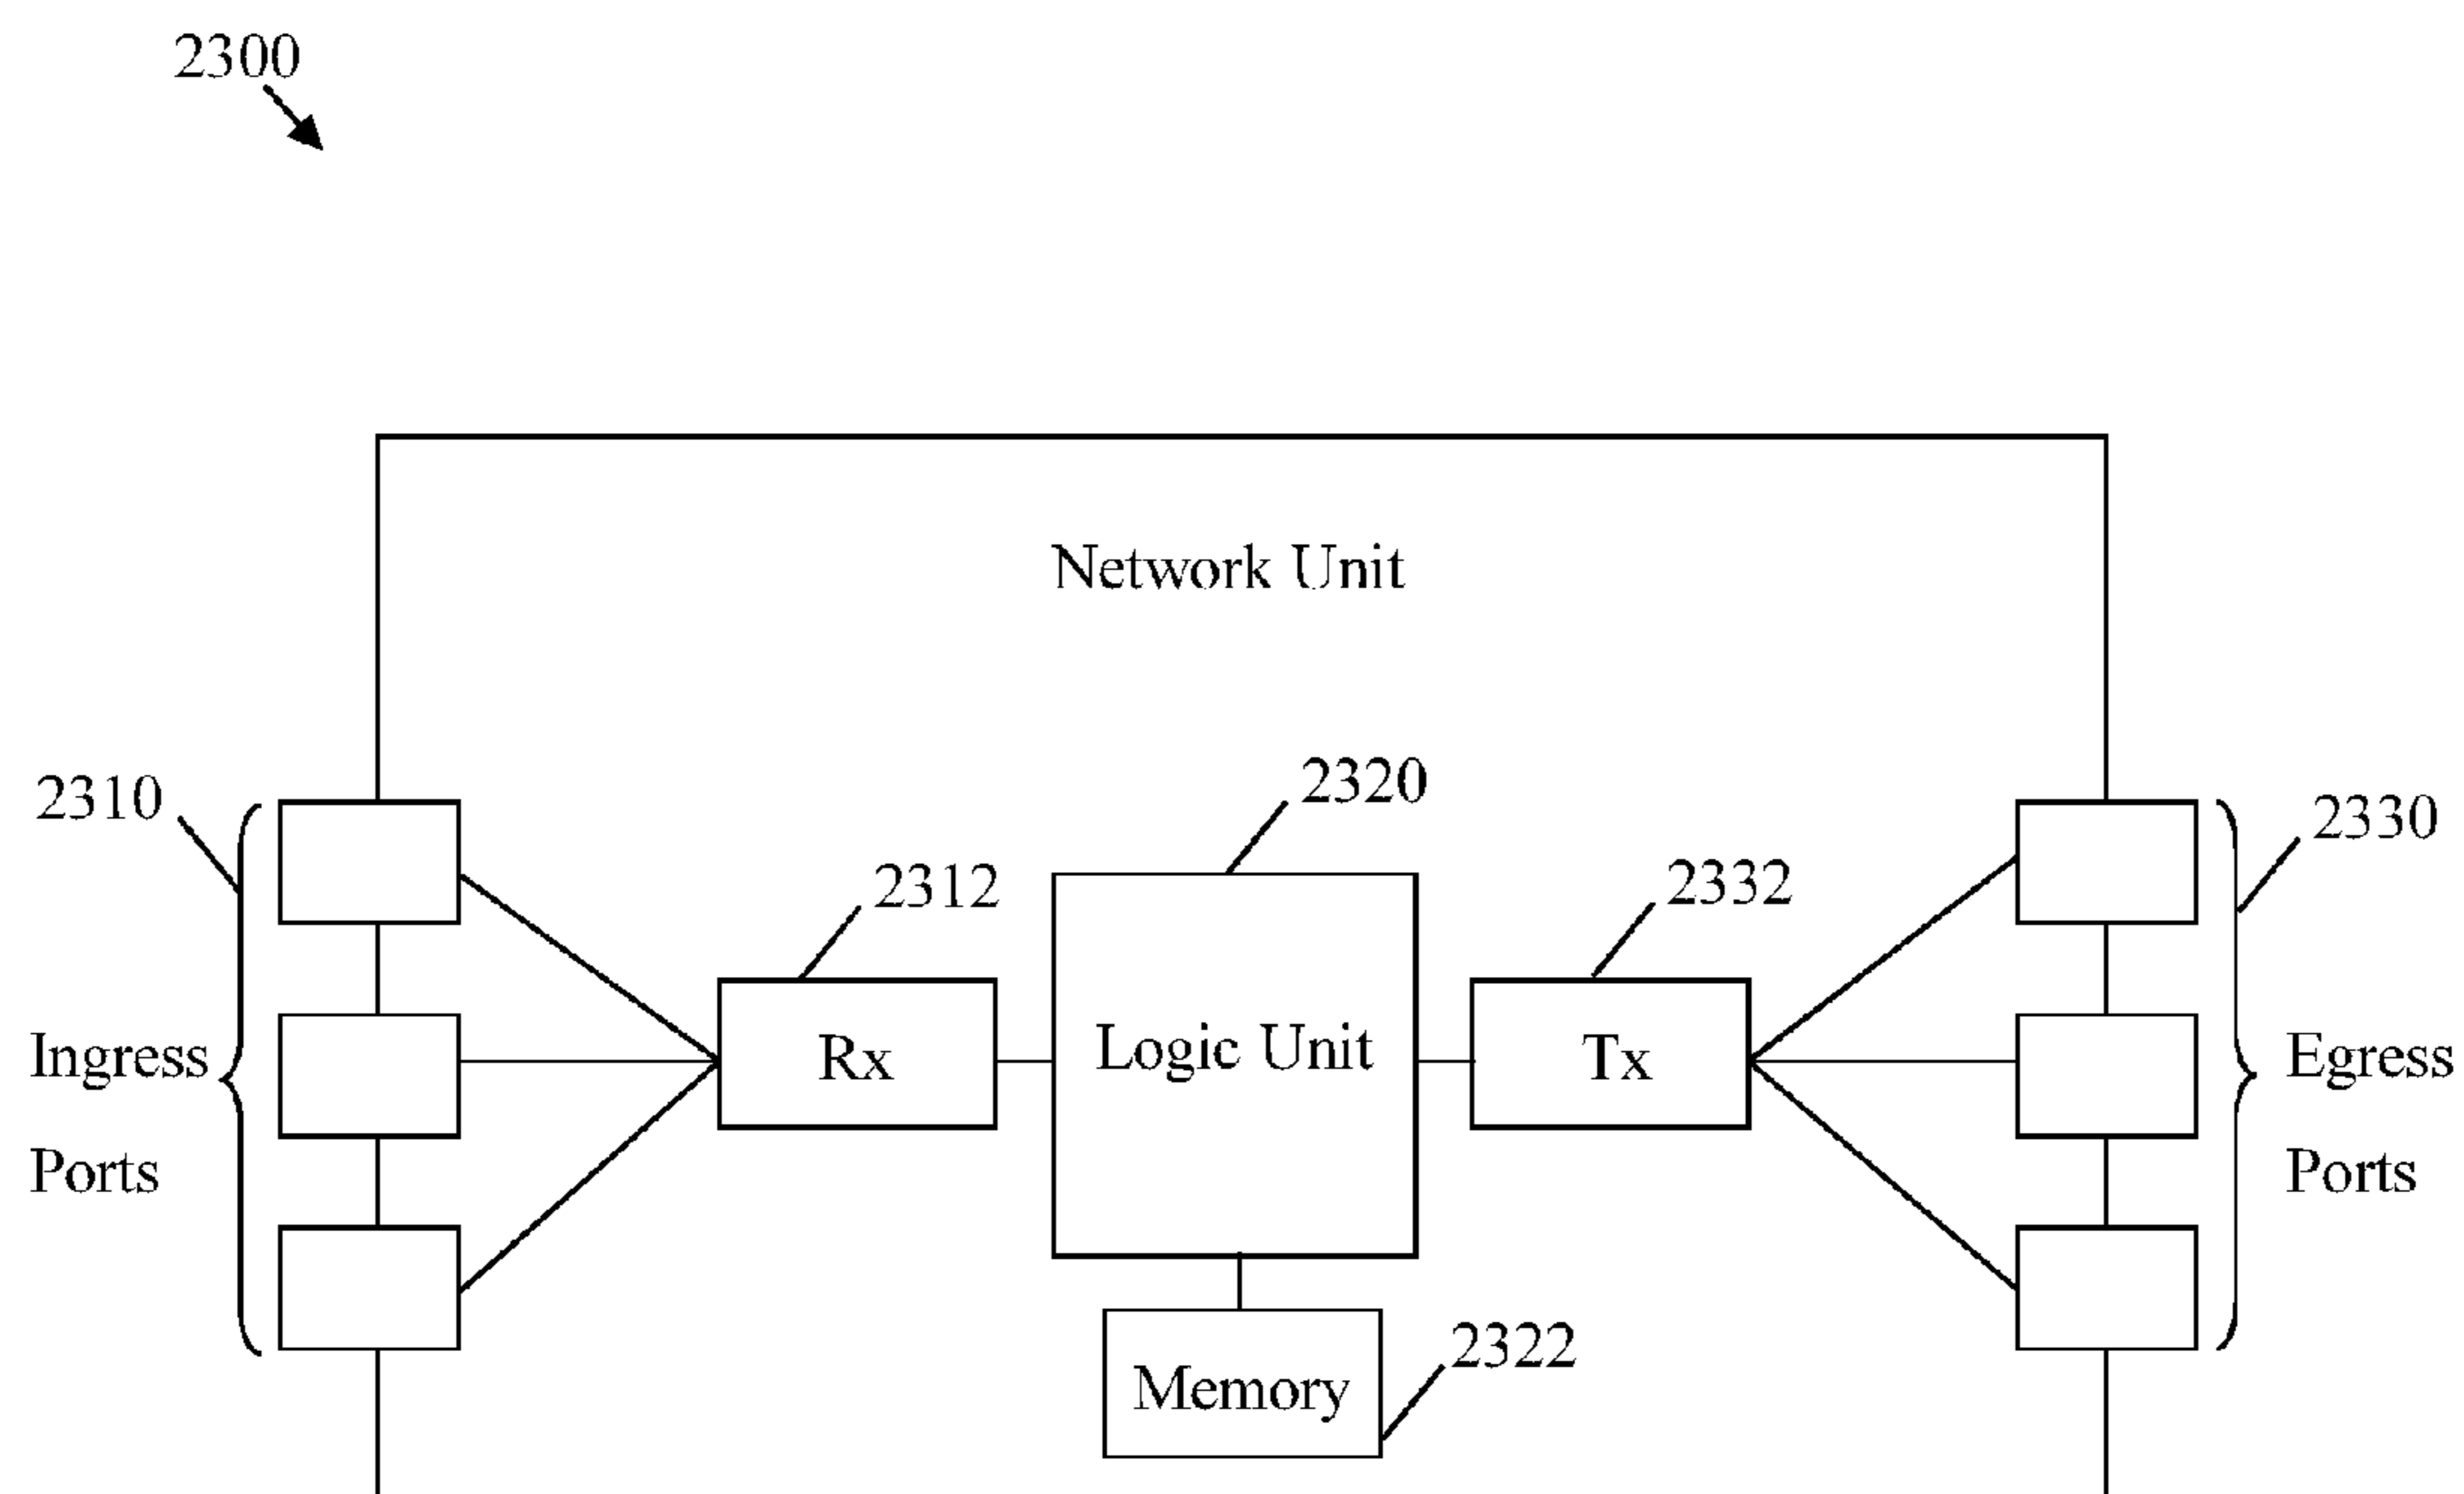 2300
Network Unit
2310
2320
2330
2312
2332
Ingress
Ports
Rx
Logic Unit
Tx
Egress
Ports
Memory
2322